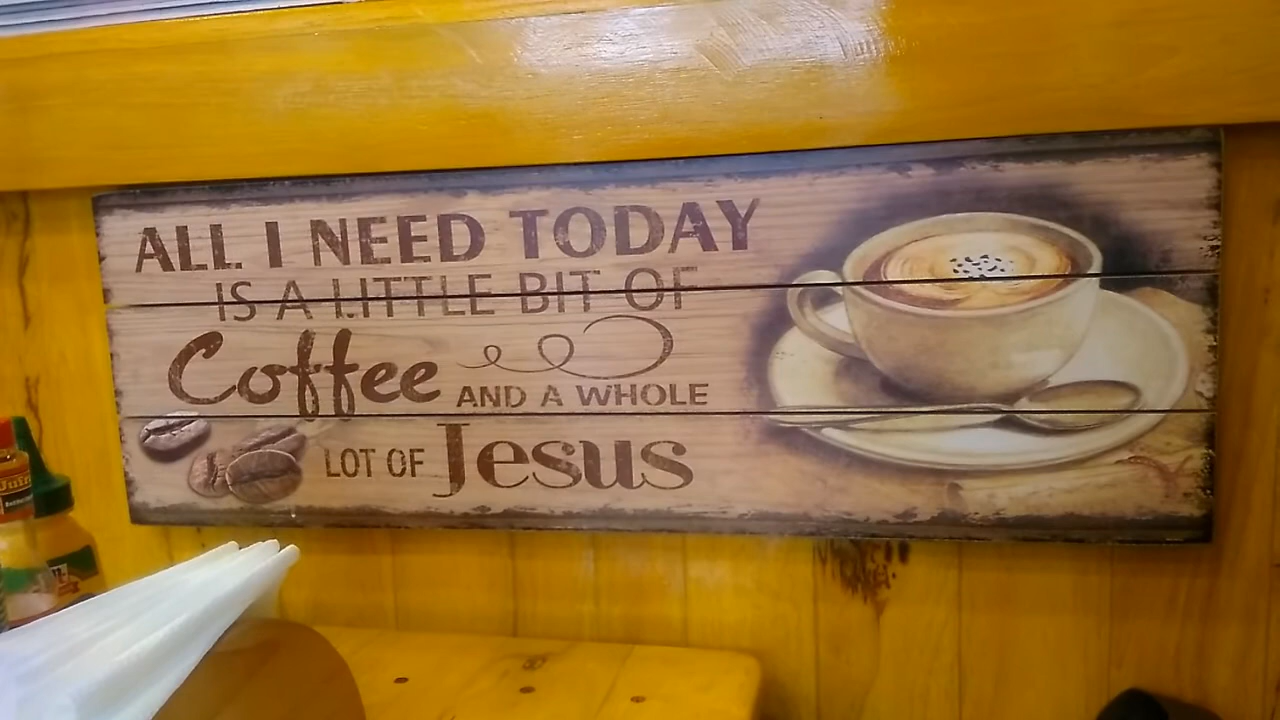 ALL I NEED TODAY
IS A LITTLE BIT OF
Coffee AND A WHOLE
LOT OF Jesus